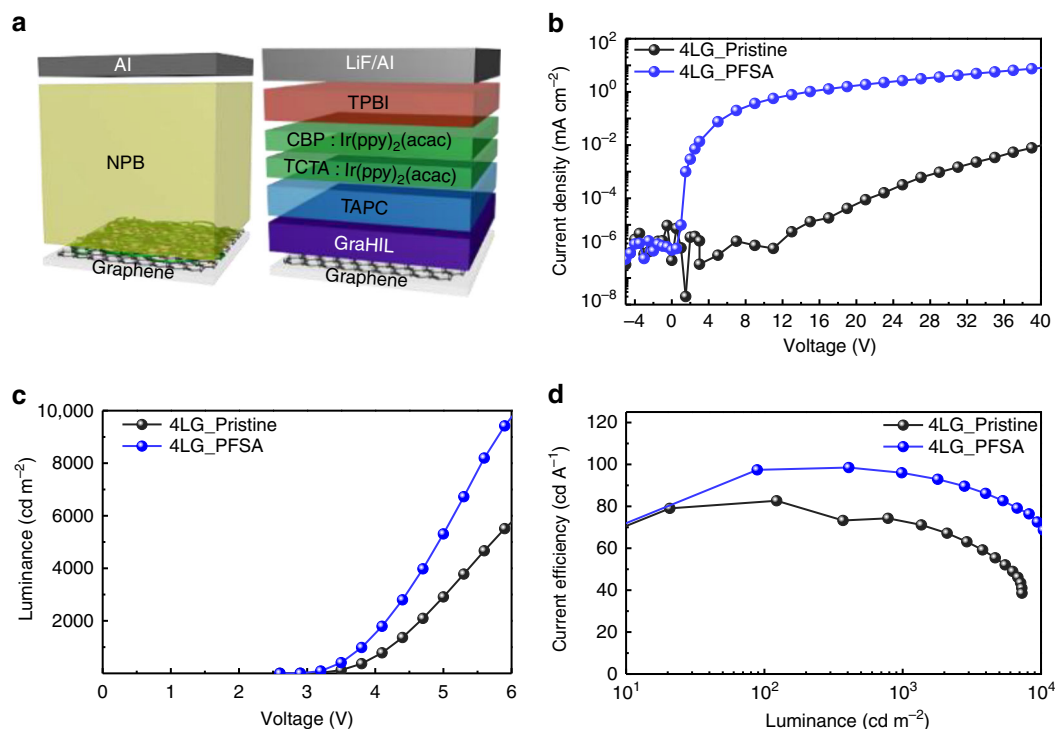 a
Al
NPB
Graphene
LiF/Al
TPBI
CBP : Ir(ppy)2(acac)
TCTA : Ir(ppy)2(acac)
TAPC
GraHIL
Graphene
b
4LG_Pristine
4LG_PFSA
Current density (mA cm−2)
10^2
10^0
10^−2
10^−4
10^−6
10^−8
−4 0 4 8 12 16 20 24 28 32 36 40
Voltage (V)
c
4LG_Pristine
4LG_PFSA
Luminance (cd m−2)
10,000
8000
6000
4000
2000
0 1 2 3 4 5 6
Voltage (V)
d
4LG_Pristine
4LG_PFSA
Current efficiency (cd A−1)
120
100
80
60
40
20
0
10^1 10^2 10^3 10^4
Luminance (cd m−2)